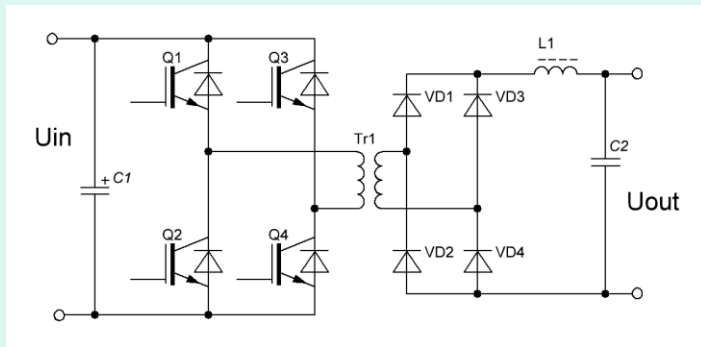 L1
Q1
Q3
VD1
VD3
Tr1
Uin
+ C1
C2
Uout
Q2
Q4
VD2
VD4